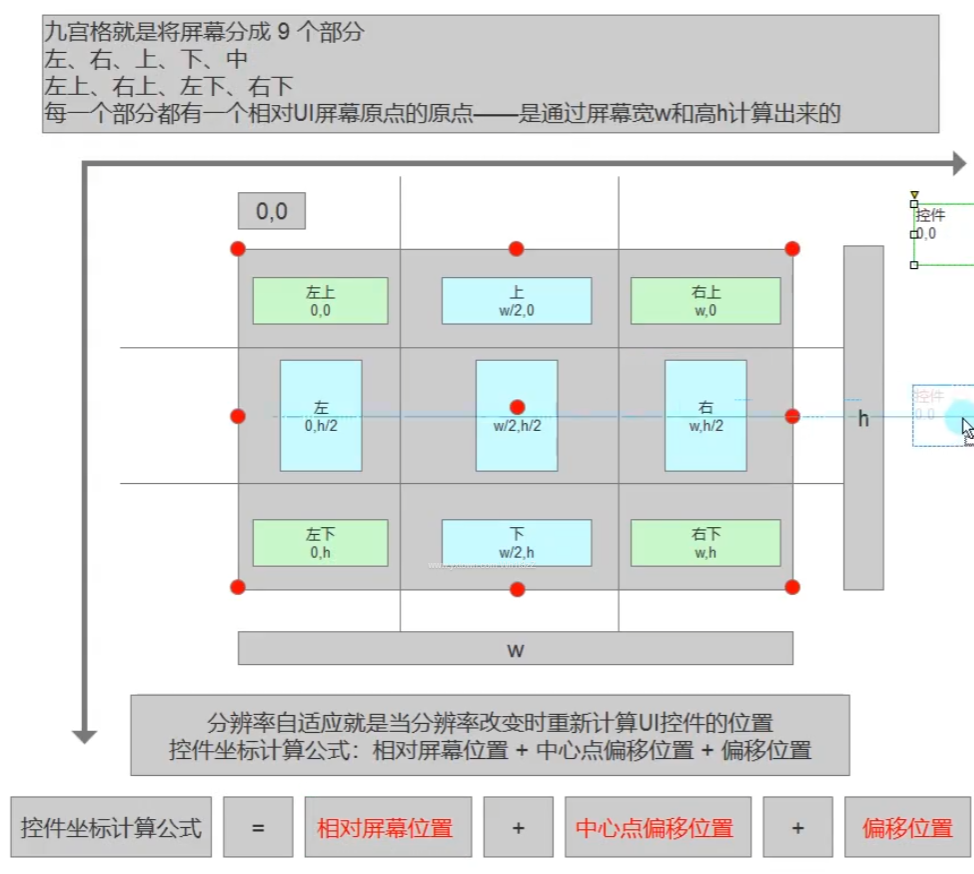 九宫格就是将屏幕分成 9 个部分
左、右、上、下、中
左上、右上、左下、右下
每一个部分都有一个相对UI屏幕原点的原点——是通过屏幕宽w和高h计算出来的
0,0
控件
0,0
左上
0,0
上
w/2,0
右上
w,0
左
0,h/2
w/2,h/2
右
w,h/2
h
控件
0,0
左下
0,h
下
w/2,h
右下
w,h
w
分辨率自适应就是当分辨率改变时重新计算UI控件的位置
控件坐标计算公式：相对屏幕位置 + 中心点偏移位置 + 偏移位置
控件坐标计算公式 = 相对屏幕位置 + 中心点偏移位置 + 偏移位置